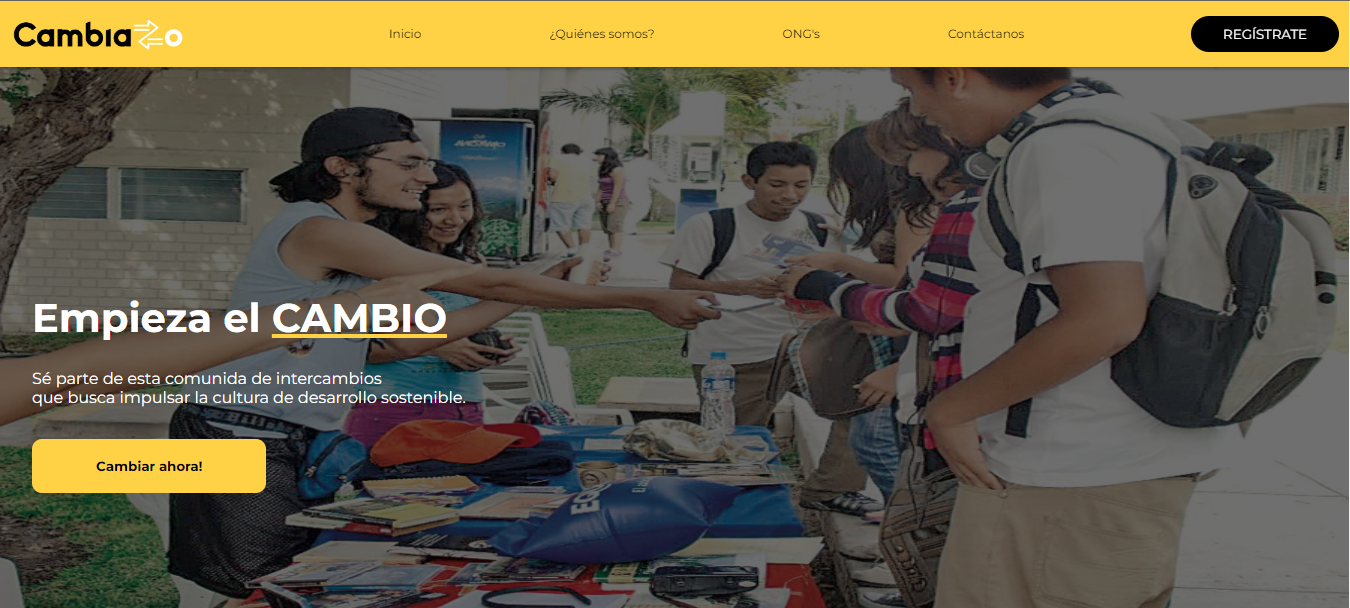 Cambiazo
Inicio
¿Quiénes somos?
ONG's
Contáctanos
REGÍSTRATE
Empieza el CAMBIO
Sé parte de esta comunida de intercambios
que busca impulsar la cultura de desarrollo sostenible.
Cambiar ahora!